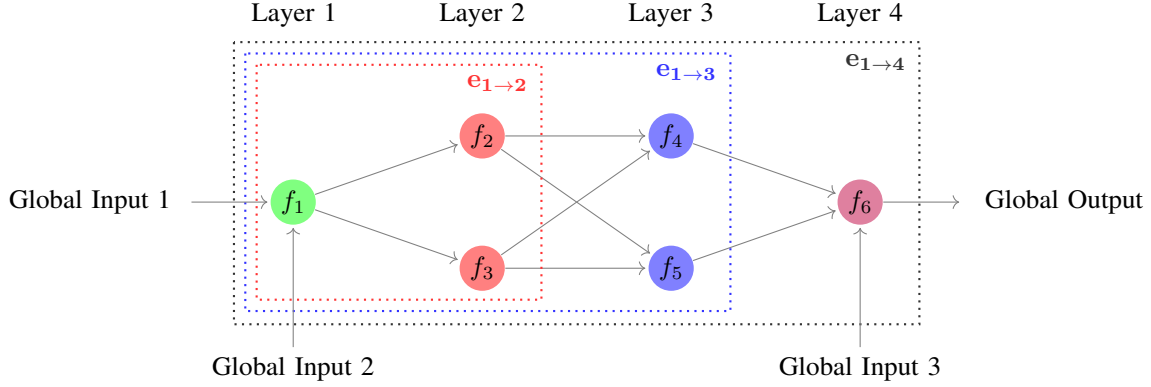 Layer 1 Layer 2 Layer 3 Layer 4
e1→2 e1→3 e1→4
f2 f4
Global Input 1 f1 f6 Global Output
f3 f5
Global Input 2 Global Input 3